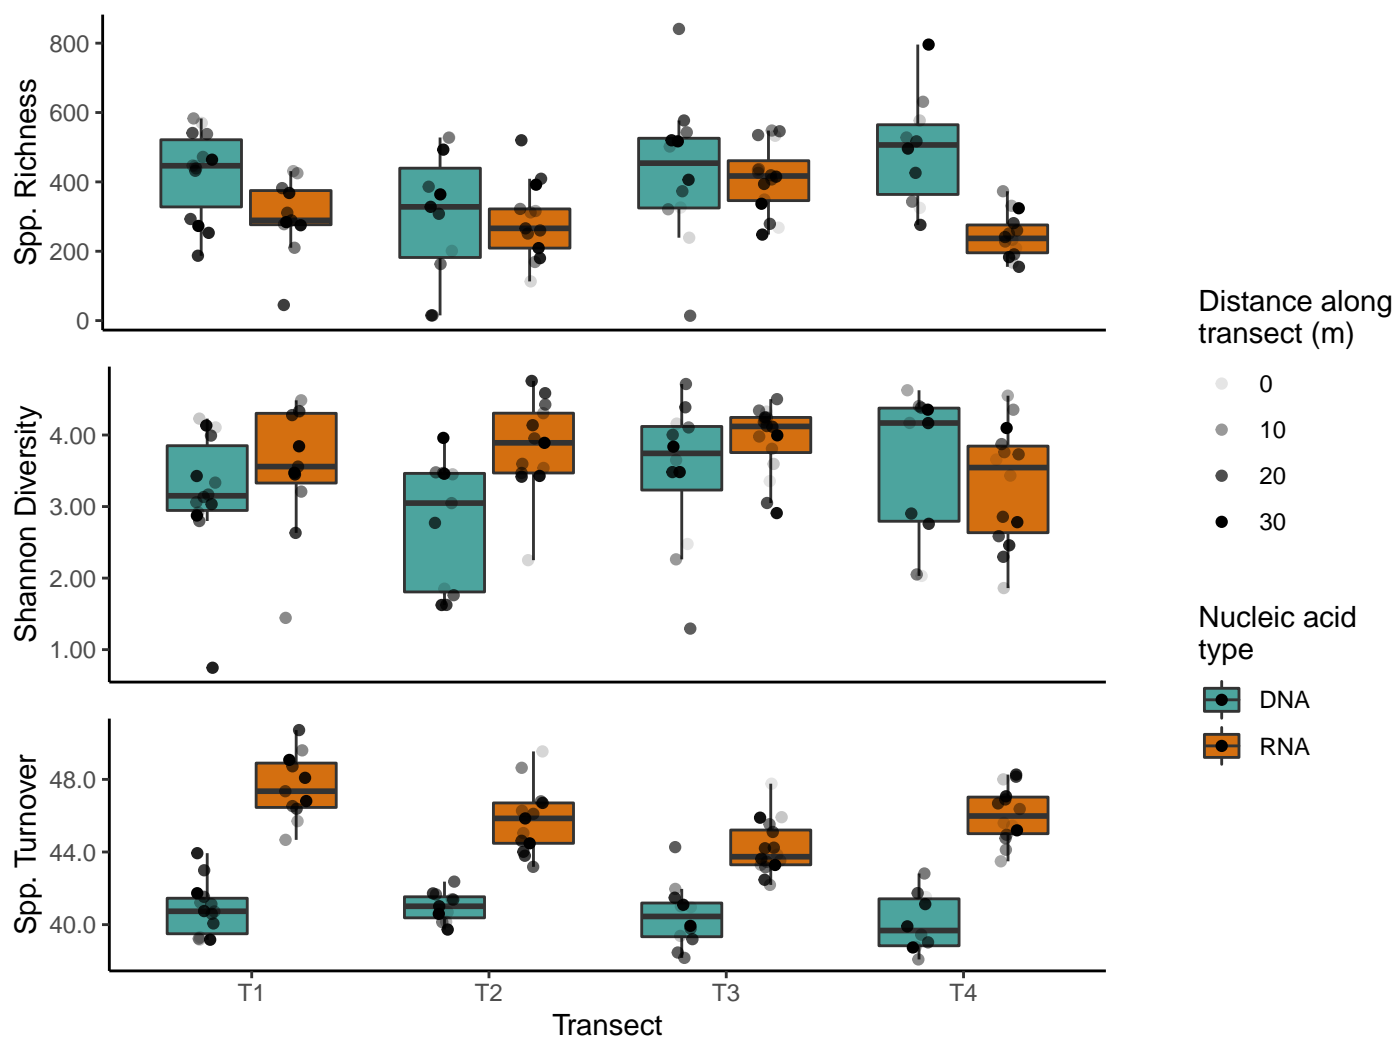 Spp. Richness
800
600
400
200
0
Shannon Diversity
4.00
3.00
2.00
1.00
Spp. Turnover
48.0
44.0
40.0
T1
T2
T3
T4
Transect
Distance along
transect (m)
0
10
20
30
Nucleic acid
type
DNA
RNA